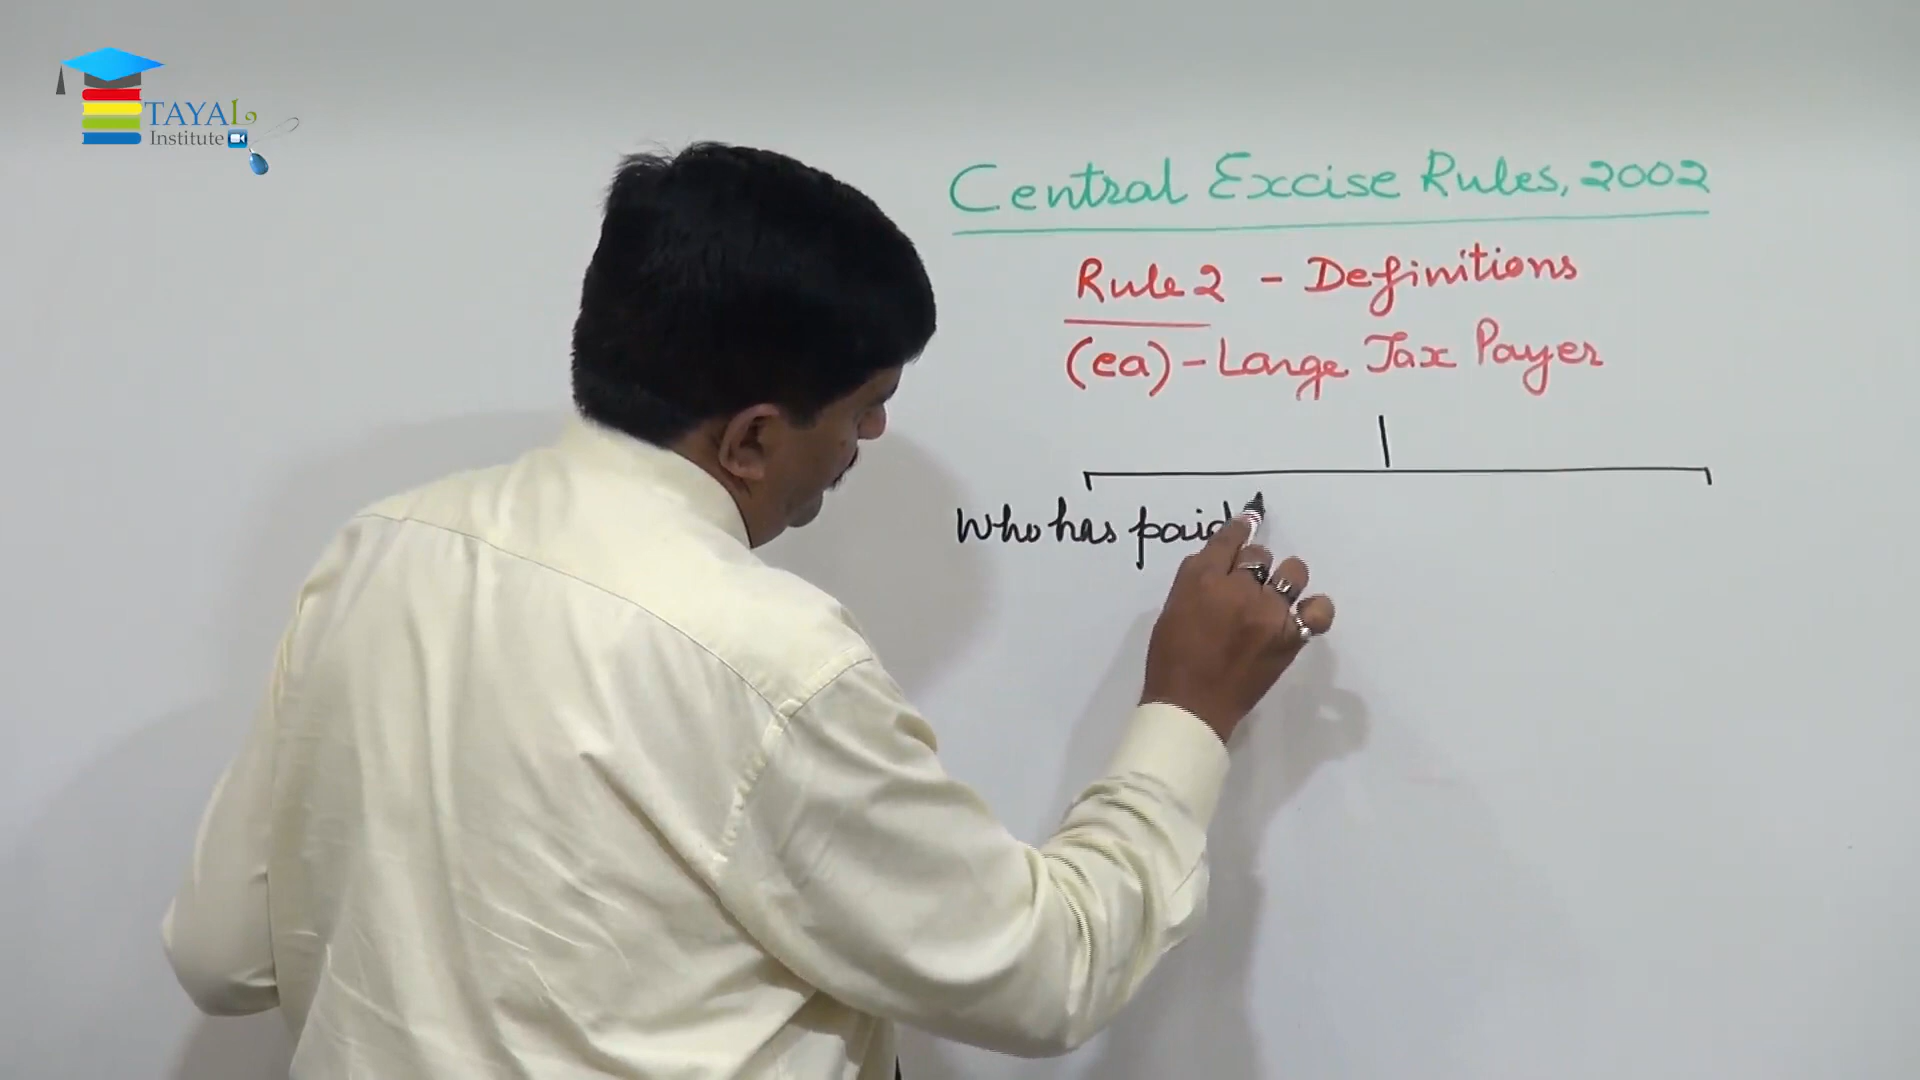 TAYAL
Institute
Central Excise Rules, 2002
Rule 2 - Definitions
(ea) - Large Tax Payer
Who has paid